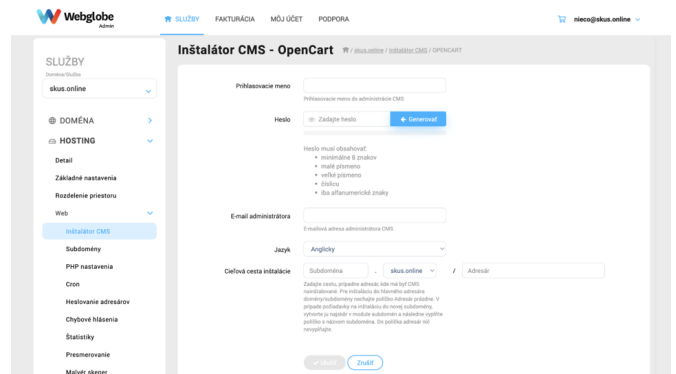 Webglobe
Admin
SLUŽBY
FAKTURÁCIA
MÔJ ÚČET
PODPORA
nieco@skus.online
SLUŽBY
Doména/Služba
skus.online
DOMÉNA
HOSTING
Detail
Základné nastavenia
Rozdelenie priestoru
Web
Inštalátor CMS
Subdomény
PHP nastavenia
Cron
Heslovanie adresárov
Chybové hlásenia
Štatistiky
Presmerovanie
Malvér skener
Inštalátor CMS - OpenCart
/ skus.online / Inštalátor CMS / OPENCART
Prihlasovacie meno
Prihlasovacie meno do administrácie CMS
Heslo
Zadajte heslo
Generovať
Heslo musí obsahovať:
minimálne 8 znakov
malé písmeno
veľké písmeno
číslicu
iba alfanumerické znaky
E-mail administrátora
E-mailová adresa administrátora CMS
Jazyk
Anglicky
Cieľová cesta inštalácie
Subdoména . skus.online / Adresár
Zadajte cestu, prípadne adresár, kde má byť CMS
nainštalované. Pre inštaláciu do hlavného adresára
domény/subdomény nechajte políčko Adresár prázdne. V
prípade požiadavky na inštaláciu do novej subdomény,
vytvorte ju najskôr v module subdomén a následne vyplňte
políčko s názvom subdoména. Do políčka adresár nič
nevypĺňajte.
Uložiť
Zrušiť